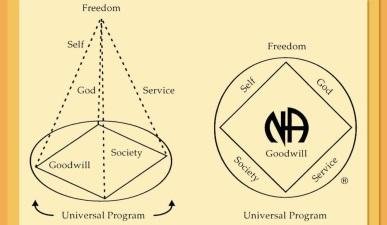 Freedom
Self
God
Service
Goodwill
Society
Universal Program
Freedom
Self
God
NA
Goodwill
Society
Service
®
Universal Program